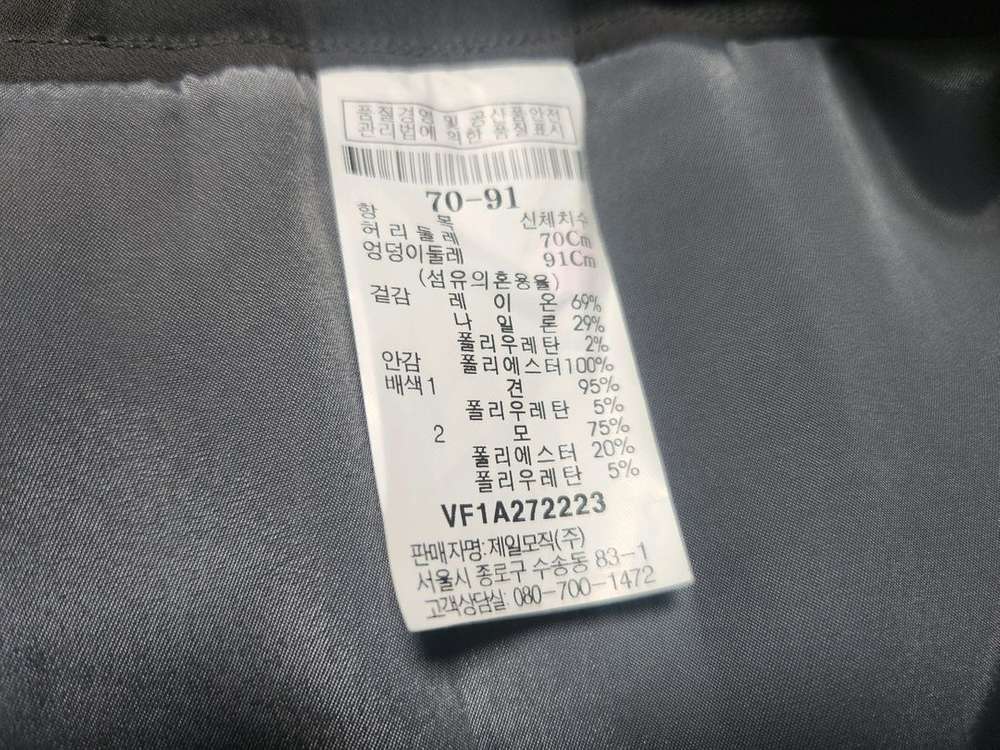 품질경영 및 공산품안전
관리법에 의한 품질표시
70-91
항 목 신체치수
허리둘레 70Cm
엉덩이둘레 91Cm
(섬유의혼용율)
겉감 레 이 온 69%
나 일 론 29%
폴리우레탄 2%
안감 폴리에스터 100%
배색1 견 95%
폴리우레탄 5%
2 모 75%
폴리에스터 20%
폴리우레탄 5%
VF1A272223
판매자명:제일모직(주)
서울시 종로구 수송동 83-1
고객상담실: 080-700-1472